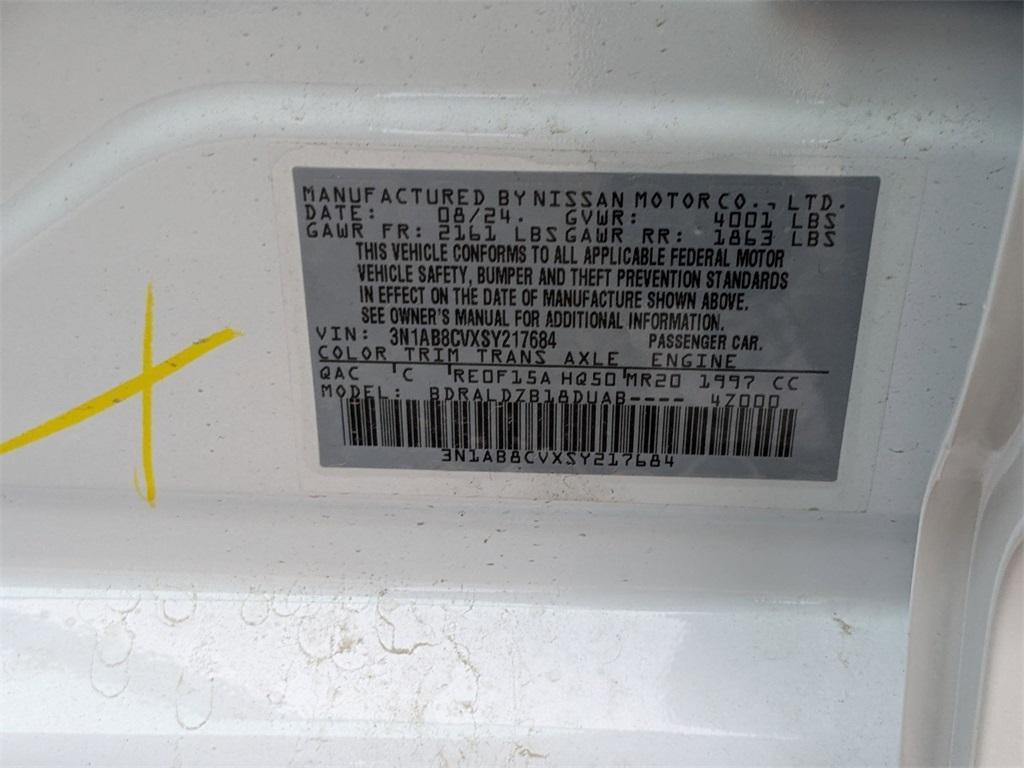 MANUFACTURED BY NISSAN MOTOR CO., LTD.
DATE: 08/24. GVWR: 4001 LBS
GAWR FR: 2161 LBS GAWR RR: 1863 LBS
THIS VEHICLE CONFORMS TO ALL APPLICABLE FEDERAL MOTOR
VEHICLE SAFETY, BUMPER AND THEFT PREVENTION STANDARDS
IN EFFECT ON THE DATE OF MANUFACTURE SHOWN ABOVE.
SEE OWNER'S MANUAL FOR ADDITIONAL INFORMATION.
VIN: 3N1AB8CVXSY217684 PASSENGER CAR.
COLOR TRIM TRANS AXLE ENGINE
QAC C RE0F15A HQ50 MR20 1997 CC
MODEL: BDRALDZB18DUAB---- 4Z000
3N1AB8CVXSY217684